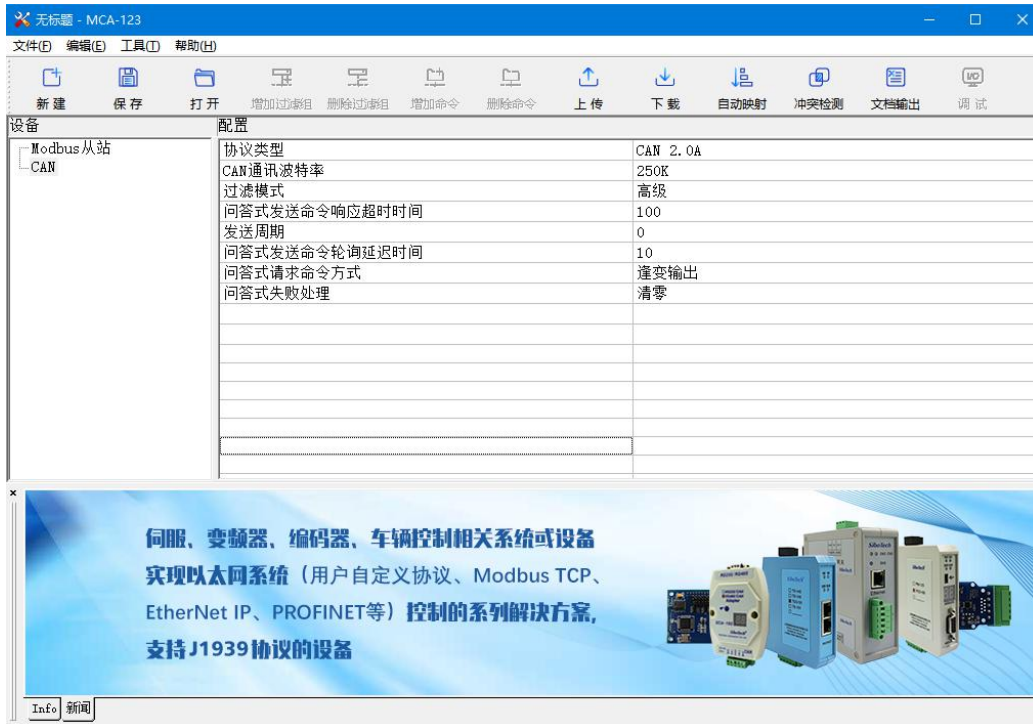 无标题 - MCA-123
文件(F) 编辑(E) 工具(T) 帮助(H)
新建 保存 打开 增加过滤组 删除过滤组 增加命令 删除命令 上传 下载 自动映射 冲突检测 文档输出 调试
设备 配置
Modbus从站
CAN
协议类型 CAN 2.0A
CAN通讯波特率 250K
过滤模式 高级
问答式发送命令响应超时时间 100
发送周期 0
问答式发送命令轮询延迟时间 10
问答式请求命令方式 逢变输出
问答式失败处理 清零
伺服、变频器、编码器、车辆控制相关系统或设备
实现以太网系统（用户自定义协议、Modbus TCP、
EtherNet IP、PROFINET等）控制的系列解决方案,
支持J1939协议的设备
Info 新闻